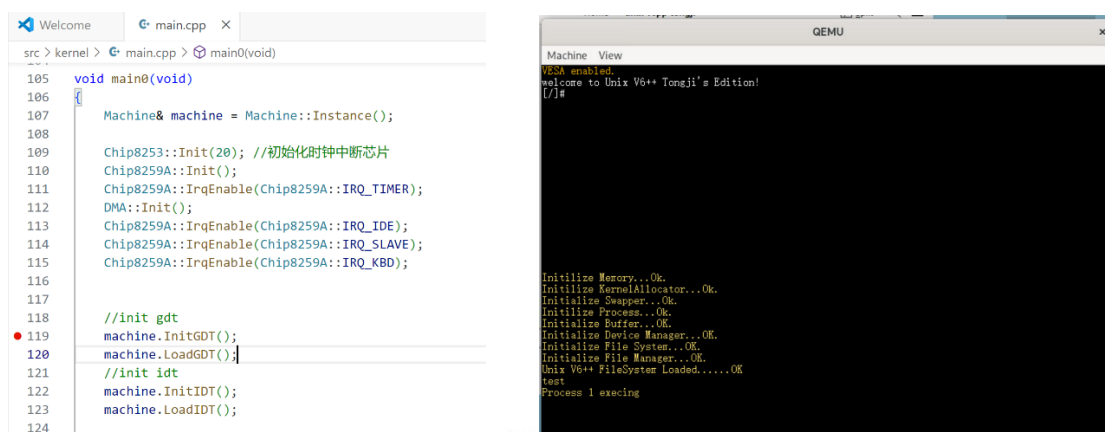 Welcome
main.cpp
src > kernel > main.cpp > main0(void)
105 void main0(void)
106 {
107 Machine& machine = Machine::Instance();
108
109 Chip8253::Init(20); //初始化时钟中断芯片
110 Chip8259A::Init();
111 Chip8259A::IrqEnable(Chip8259A::IRQ_TIMER);
112 DMA::Init();
113 Chip8259A::IrqEnable(Chip8259A::IRQ_IDE);
114 Chip8259A::IrqEnable(Chip8259A::IRQ_SLAVE);
115 Chip8259A::IrqEnable(Chip8259A::IRQ_KBD);
116
117
118 //init gdt
119 machine.InitGDT();
120 machine.LoadGDT();
121 //init idt
122 machine.InitIDT();
123 machine.LoadIDT();
124
QEMU
Machine View
VESA enabled.
welcome to Unix V6++ Tongji's Edition!
[/]#
Initilize Memory...Ok.
Initilize KernelAllocator...Ok.
Initialize Swapper...Ok.
Initilize Process...Ok.
Initialize Buffer...OK.
Initialize Device Manager...OK.
Initialize File System...OK.
Initialize File Manager...OK.
Unix V6++ FileSystem Loaded......OK
test
Process 1 execing